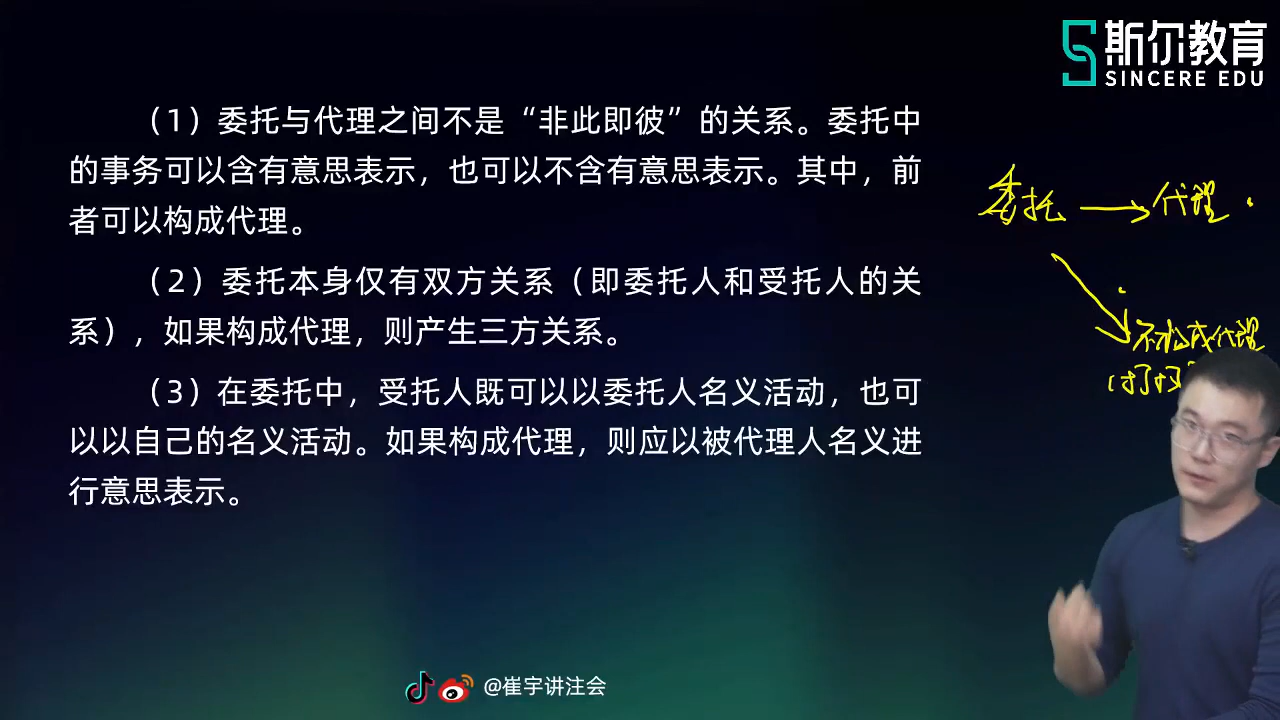 斯尔教育
SINCERE EDU
（1）委托与代理之间不是“非此即�”的关系。委托中
的事务可以含有意思表示，也可以不含有意思表示。其中，前
者可以构成代理。
（2）委托本身仅有双方关系（即委托人和受托人的关
系），如果构成代理，则产生三方关系。
（3）在委托中，受托人既可以以委托人名义活动，也可
以以自己的名义活动。如果构成代理，则应以被代理人名义进
行意思表示。
委托 → 代理
不构成代理
@崔宇讲注会